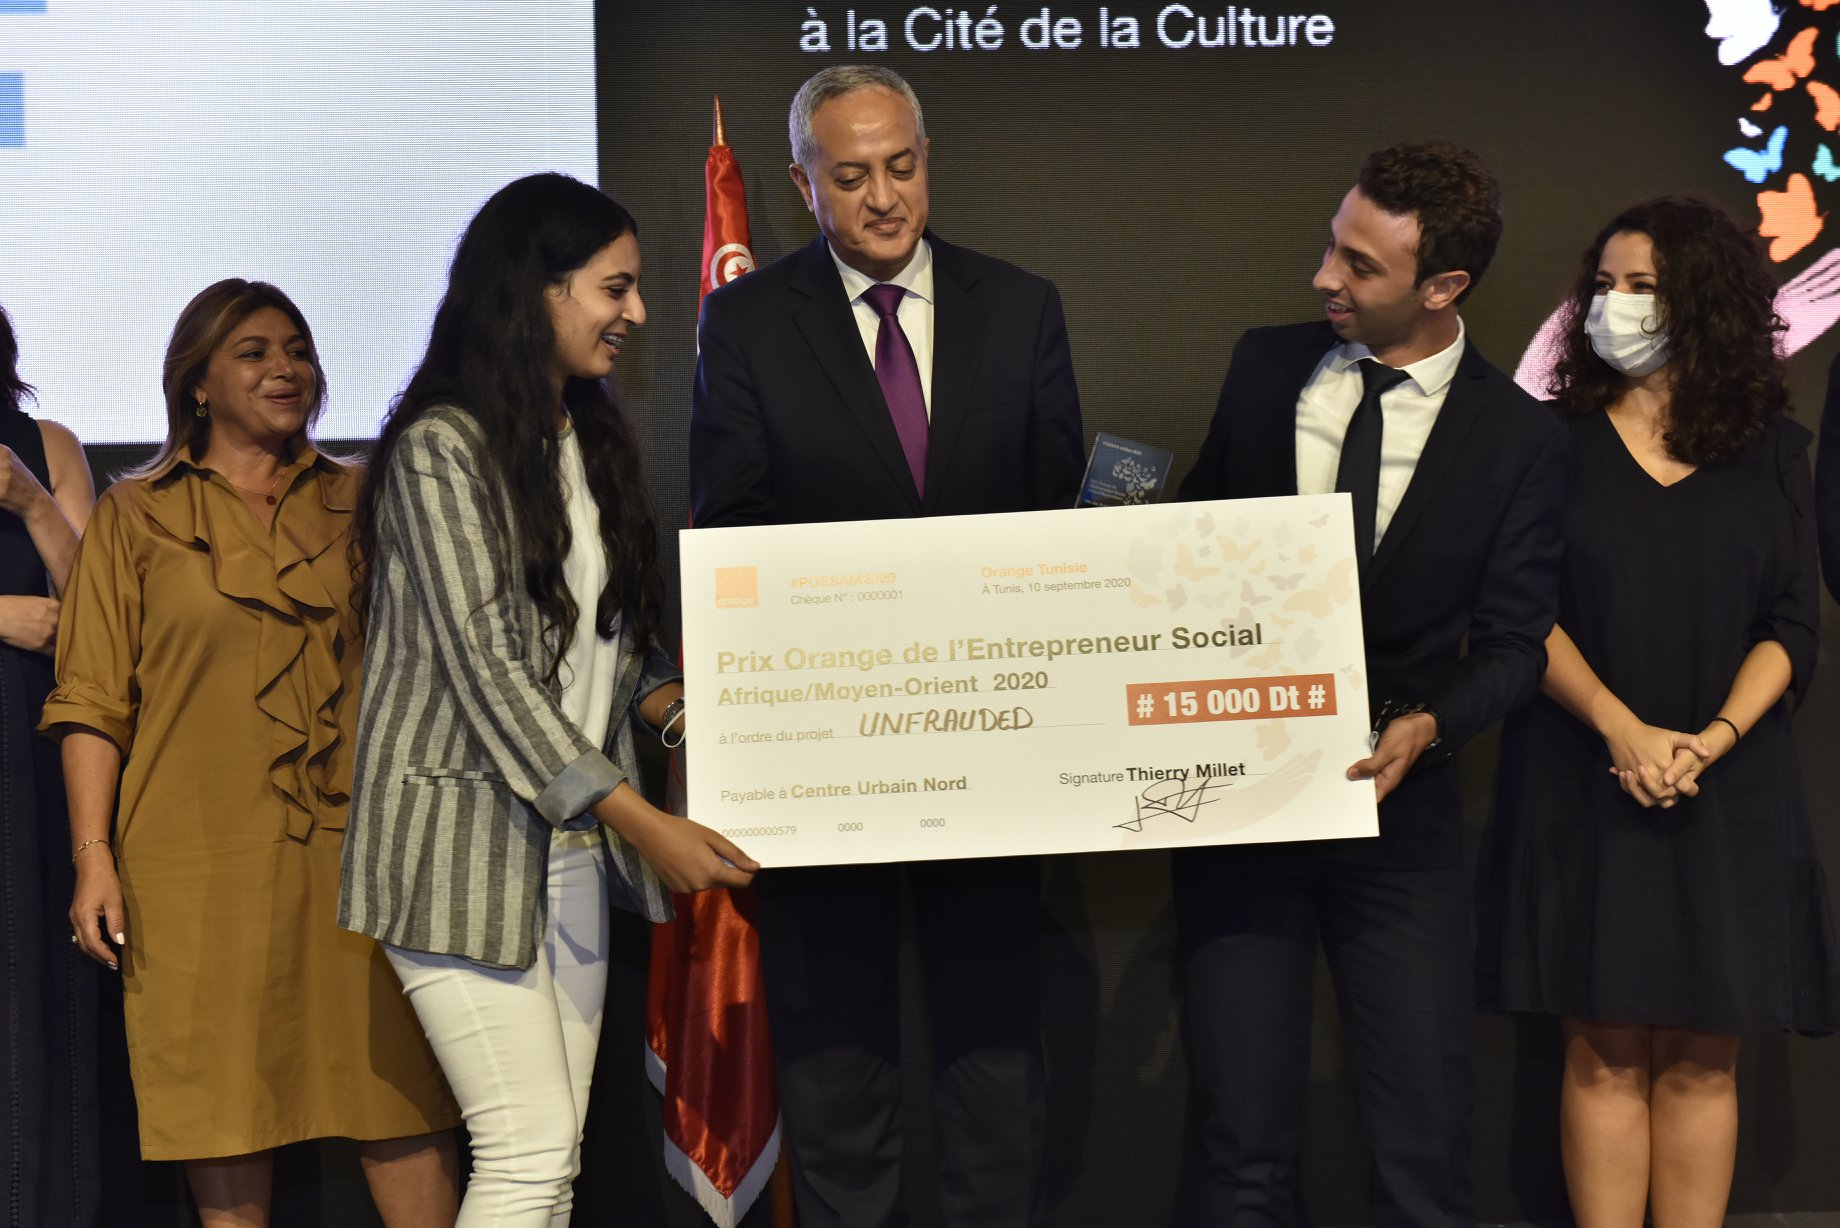 à la Cité de la Culture
orange
#POESAM2020
Chèque N° : 0000001
Orange Tunisie
À Tunis, 10 septembre 2020
Prix Orange de l'Entrepreneur Social
Afrique/Moyen-Orient 2020
# 15 000 Dt #
à l'ordre du projet UNFRAUDED
Payable à Centre Urbain Nord
Signature Thierry Millet
000000000579 0000 0000